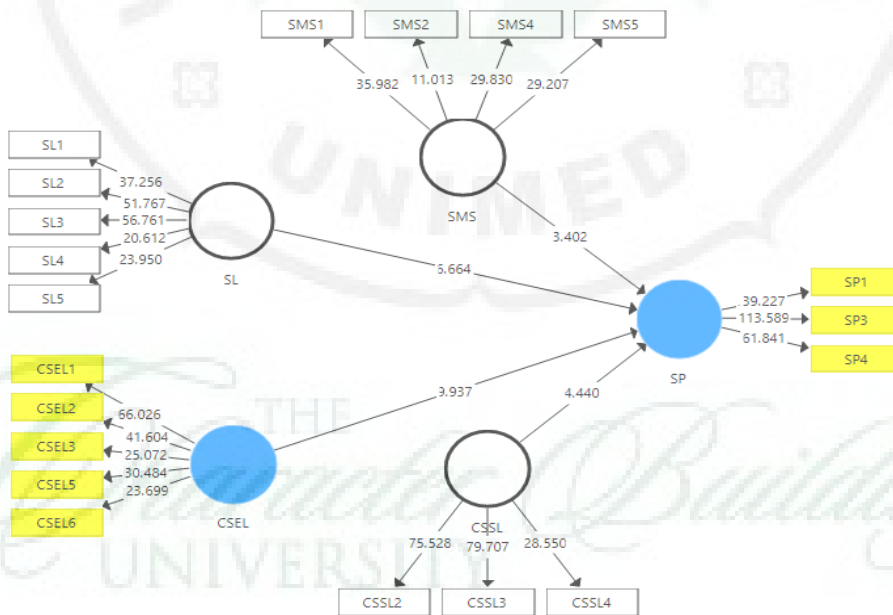 SMS1 SMS2 SMS4 SMS5
35.982 11.013 29.830 29.207
UNIMED
SMS
SL1
SL2
SL3
SL4
SL5
37.256
51.767
56.761
20.612
23.950
SL
3.402
5.664
SP1
SP3
SP4
39.227
113.589
61.841
SP
CSEL1
CSEL2
CSEL3
CSEL5
CSEL6
66.026
41.604
25.072
30.484
23.699
CSEL
9.937
4.440
CSSL
75.528 79.707 28.550
CSSL2 CSSL3 CSSL4
THE
Character Building
UNIVERSITY